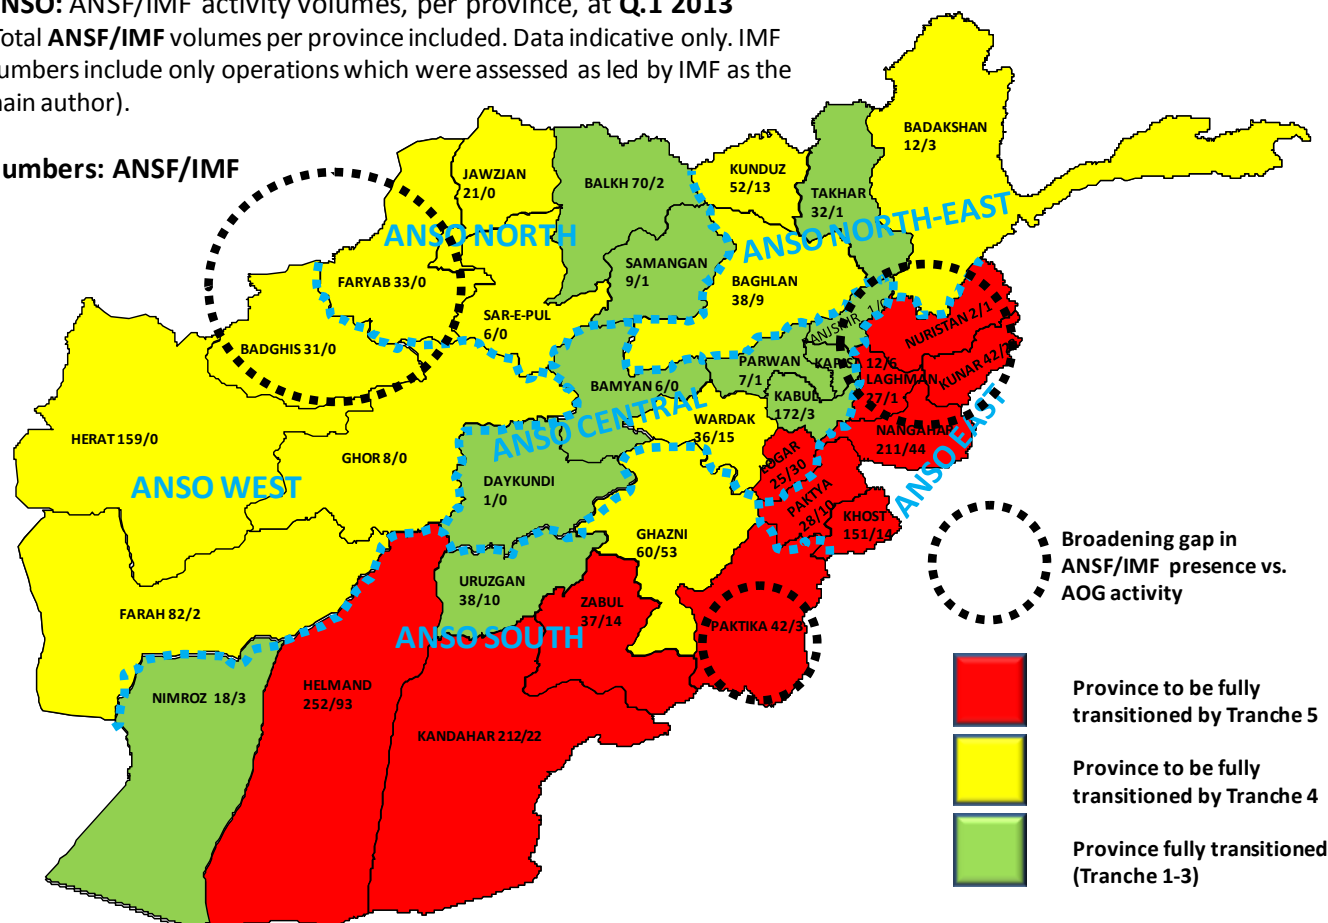 ANSF/IMF activity volumes, per province, at Q.1 2013
Total ANSF/IMF volumes per province included. Data indicative only. IMF
include only operations which were assessed as led by IMF as the
author).
ANSF/IMF
BADAKSHAN
12/3
JAWZJAN
21/0
BALKH 70/2
KUNDUZ
52/13
TAKHAR
32/1
ANSO NORTH
ANSO NORTH-EAST
FARYAB 33/0
SAMANGAN
9/1
BAGHLAN
38/9
SAR-E-PUL
6/0
NURISTAN 2/1
BADGHIS 31/0
PARWAN
7/1
12/6
BAMYAN 6/0
LAGHMAN
KUNAR
KABUL
172/3
HERAT 159/0
ANSO CENTRAL
WARDAK
36/15
NANGAHAR
211/44
GHOR 8/0
LOGAR
25/30
ANSO EAST
ANSO WEST
DAYKUNDI
1/0
PAKTYA
28/10
KHOST
151/14
GHAZNI
60/53
Broadening gap in
ANSF/IMF presence vs.
AOG activity
URUZGAN
38/10
FARAH 82/2
ZABUL
37/14
ANSO SOUTH
PAKTIKA 42/3
NIMROZ 18/3
HELMAND
252/93
KANDAHAR 212/22
Province to be fully
transitioned by Tranche 5
Province to be fully
transitioned by Tranche 4
Province fully transitioned
(Tranche 1-3)